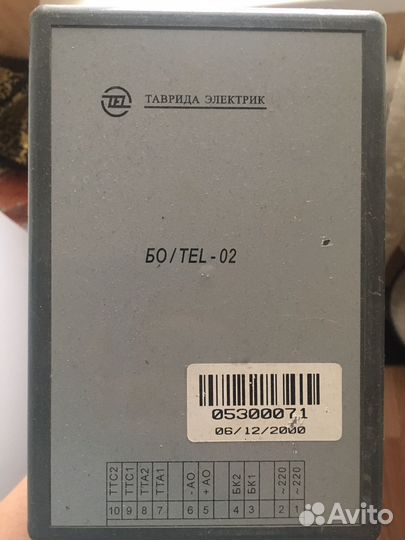 TEL ТАВРИДА ЭЛЕКТРИК
БО/TEL-02
05300071
06/12/2000
ТТС2 ТТС1 ТТА2 ТТА1 -АО +АО БК2 БК1 ~220 ~220
10 9 8 7 6 5 4 3 2 1
Avito